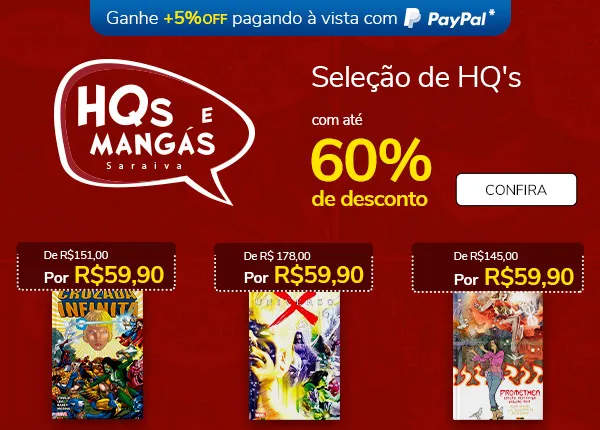 Ganhe +5%OFF pagando à vista com PayPal*
HQs E
MANGÁS
Saraiva
Seleção de HQ's
com até
60%
de desconto
CONFIRA
De R$151,00
Por R$59,90
De R$ 178,00
Por R$59,90
De R$145,00
Por R$59,90
CRUZADA
INFINITA
UNIVERSO
X
PROMETHEA